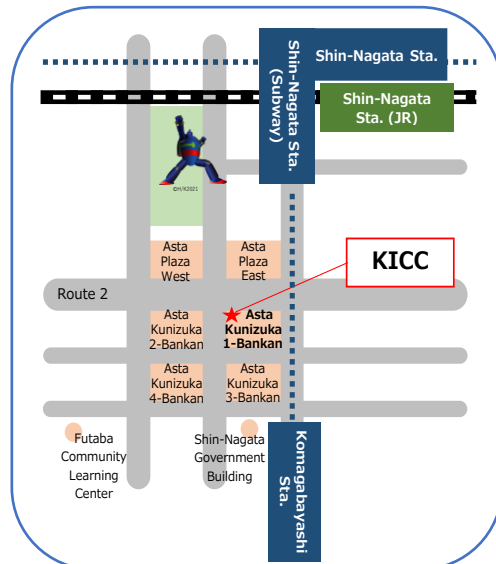 Shin-Nagata Sta.
Shin-Nagata Sta.
(Subway)
Shin-Nagata
Sta. (JR)
©H/K2021
Asta
Plaza
West
Asta
Plaza
East
KICC
Route 2
Asta
Kunizuka
2-Bankan
Asta
Kunizuka
1-Bankan
Asta
Kunizuka
4-Bankan
Asta
Kunizuka
3-Bankan
Futaba
Community
Learning
Center
Shin-Nagata
Government
Building
Komagabayashi
Sta.